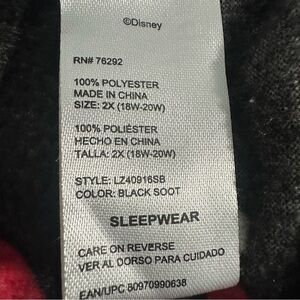 ©Disney
RN# 76292
100% POLYESTER
MADE IN CHINA
SIZE: 2X (18W-20W)
100% POLIÉSTER
HECHO EN CHINA
TALLA: 2X (18W-20W)
STYLE: LZ40916SB
COLOR: BLACK SOOT
SLEEPWEAR
CARE ON REVERSE
VER AL DORSO PARA CUIDADO
EAN/UPC 50970990638